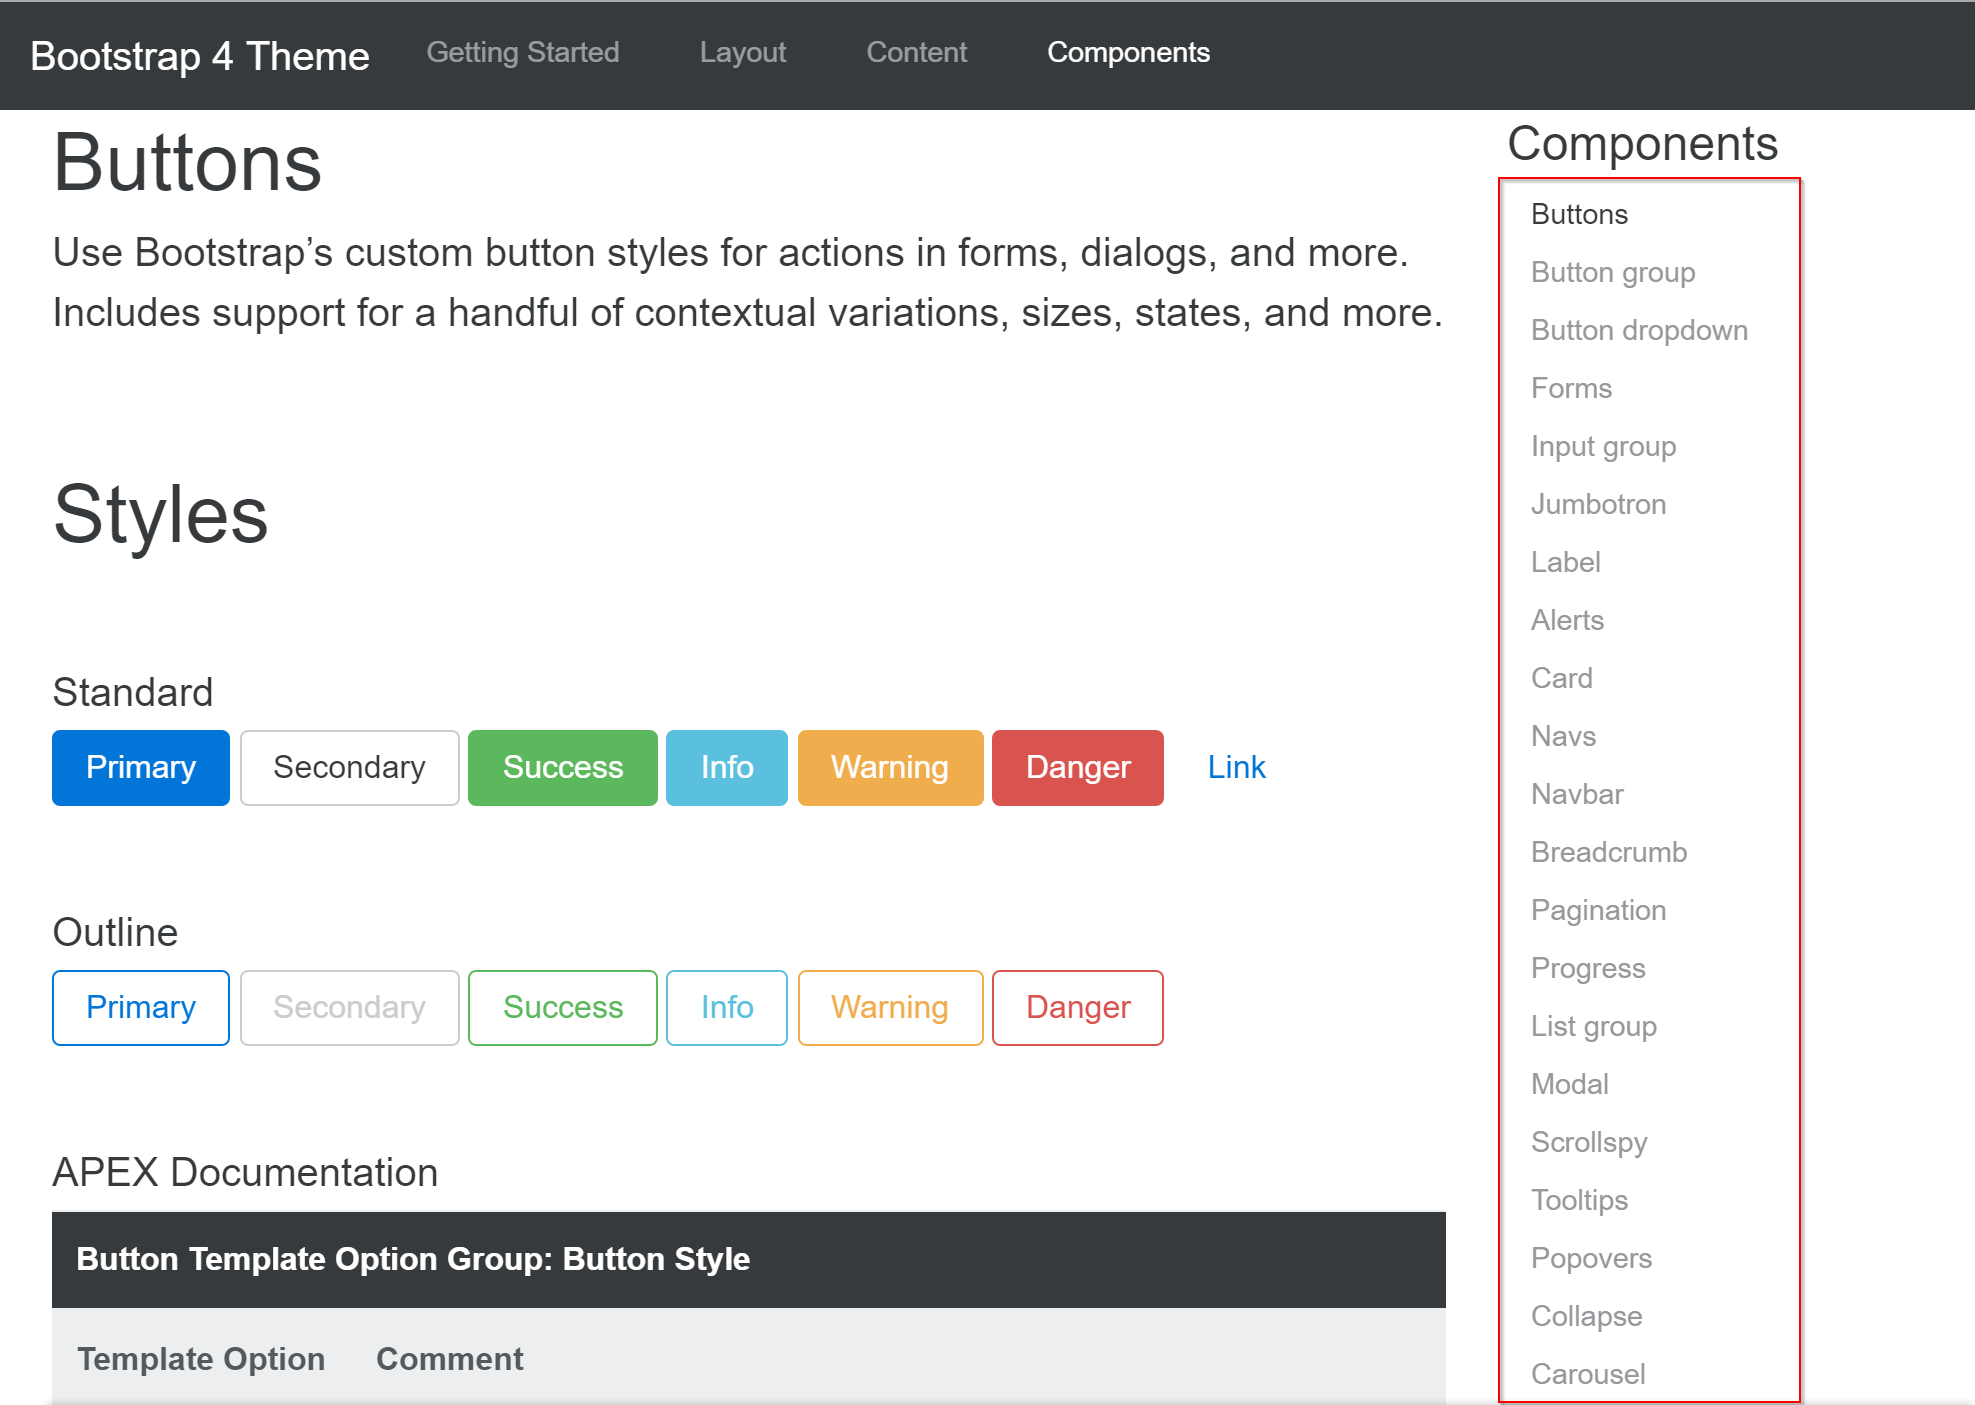 Bootstrap 4 Theme Getting Started Layout Content Components
Buttons
Use Bootstrap’s custom button styles for actions in forms, dialogs, and more.
Includes support for a handful of contextual variations, sizes, states, and more.
Styles
Standard
Primary Secondary Success Info Warning Danger Link
Outline
Primary Secondary Success Info Warning Danger
APEX Documentation
Button Template Option Group: Button Style
Template Option Comment
Components
Buttons
Button group
Button dropdown
Forms
Input group
Jumbotron
Label
Alerts
Card
Navs
Navbar
Breadcrumb
Pagination
Progress
List group
Modal
Scrollspy
Tooltips
Popovers
Collapse
Carousel